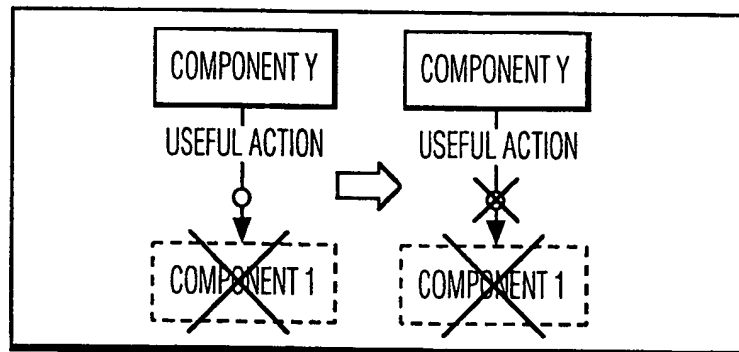 COMPONENT Y
USEFUL ACTION
COMPONENT 1
COMPONENT Y
USEFUL ACTION
COMPONENT 1